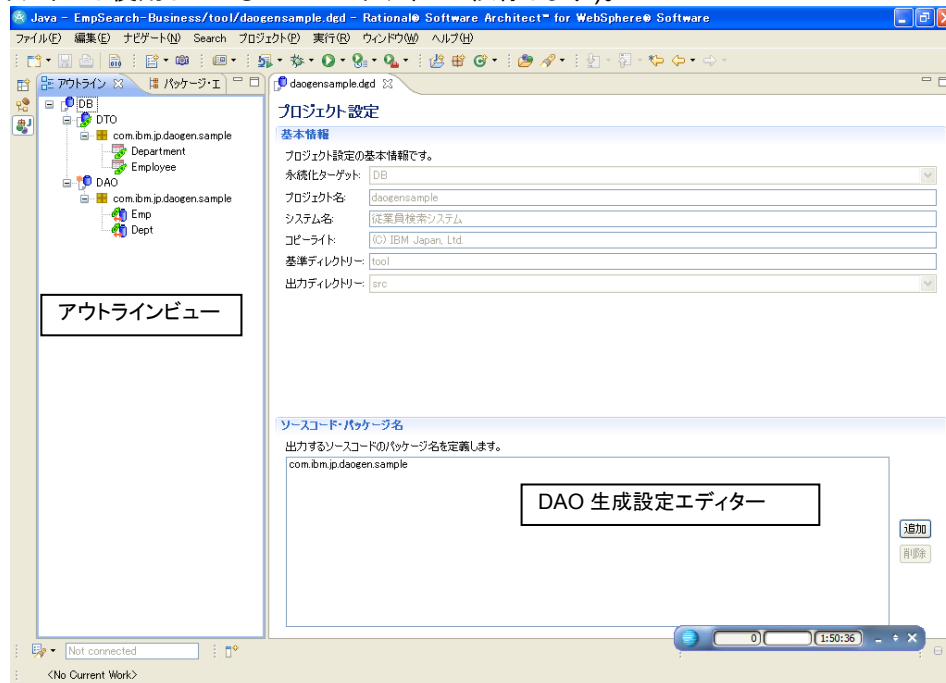 Java - EmpSearch-Business/tool/daogensample.dgd - Rational® Software Architect™ for WebSphere® Software
ファイル(F) 編集(E) ナビゲート(N) Search プロジェクト(P) 実行(R) ウィンドウ(W) ヘルプ(H)
アウトライン パッケージ・エ
daogensample.dgd
DB
DTO
com.ibm.jp.daogen.sample
Department
Employee
DAO
com.ibm.jp.daogen.sample
Emp
Dept
アウトラインビュー
プロジェクト設定
基本情報
プロジェクト設定の基本情報です。
永続化ターゲット: DB
プロジェクト名: daogensample
システム名: 従業員検索システム
コピーライト: (C) IBM Japan, Ltd.
基準ディレクトリー: tool
出力ディレクトリー: src
ソースコード・パッケージ名
出力するソースコードのパッケージ名を定義します。
com.ibm.jp.daogen.sample
DAO 生成設定エディター
追加
削除
0 1:50:36
Not connected
<No Current Work>